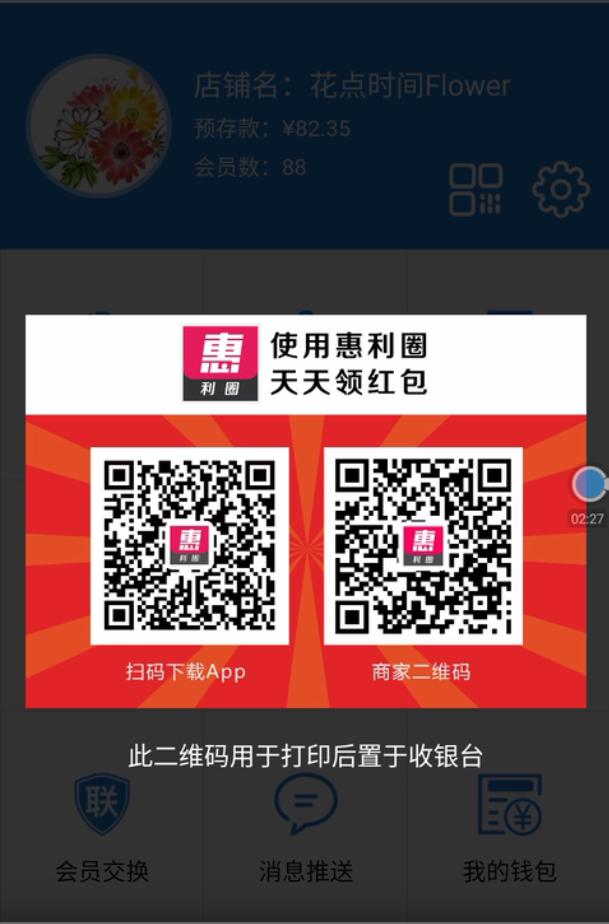 店铺名：花点时间Flower
预存款：¥82.35
会员数：88
惠
利圈
使用惠利圈
天天领红包
惠
利圈
惠
利圈
02:27
扫码下载App
商家二维码
此二维码用于打印后置于收银台
联
会员交换
消息推送
¥
我的钱包